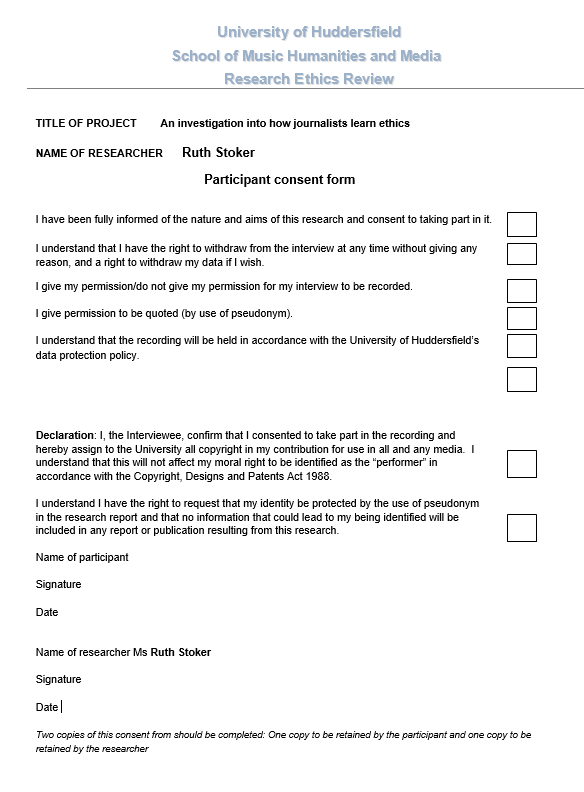 University of Huddersfield
School of Music Humanities and Media
Research Ethics Review
TITLE OF PROJECT An investigation into how journalists learn ethics
NAME OF RESEARCHER Ruth Stoker
Participant consent form
I have been fully informed of the nature and aims of this research and consent to taking part in it.
I understand that I have the right to withdraw from the interview at any time without giving any
reason, and a right to withdraw my data if I wish.
I give my permission/do not give my permission for my interview to be recorded.
I give permission to be quoted (by use of pseudonym).
I understand that the recording will be held in accordance with the University of Huddersfield's
data protection policy.
Declaration: I, the Interviewee, confirm that I consented to take part in the recording and
hereby assign to the University all copyright in my contribution for use in all and any media. I
understand that this will not affect my moral right to be identified as the “performer” in
accordance with the Copyright, Designs and Patents Act 1988.
I understand I have the right to request that my identity be protected by the use of pseudonym
in the research report and that no information that could lead to my being identified will be
included in any report or publication resulting from this research.
Name of participant
Signature
Date
Name of researcher Ms Ruth Stoker
Signature
Date
Two copies of this consent from should be completed: One copy to be retained by the participant and one copy to be
retained by the researcher